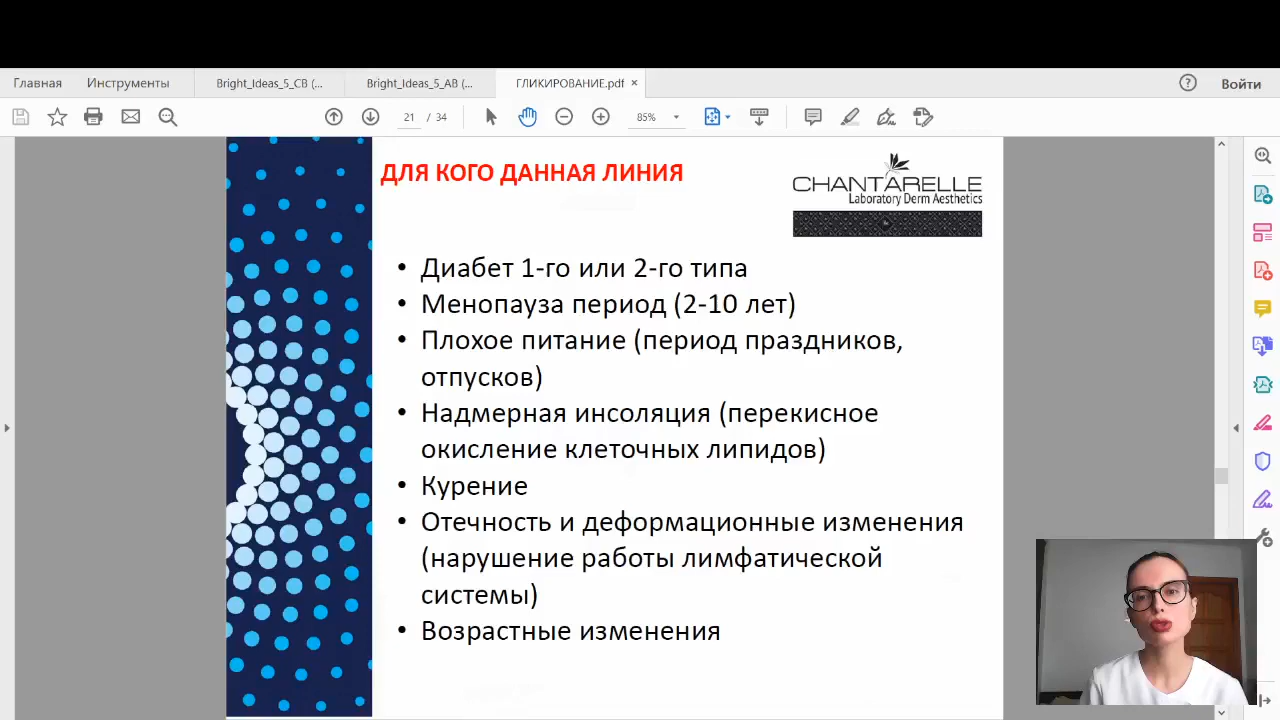 Главная
Инструменты
Bright_Ideas_5_CB (...
Bright_Ideas_5_AB (...
ГЛИКИРОВАНИЕ.pdf ×
Войти
21 / 34
85%
ДЛЯ КОГО ДАННАЯ ЛИНИЯ
CHANTARELLE
Laboratory Derm Aesthetics
• Диабет 1-го или 2-го типа
• Менопауза период (2-10 лет)
• Плохое питание (период праздников,
отпусков)
• Надмерная инсоляция (перекисное
окисление клеточных липидов)
• Курение
• Отечность и деформационные изменения
(нарушение работы лимфатической
системы)
• Возрастные изменения